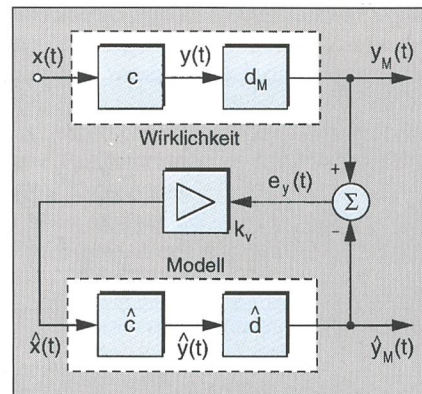 x(t)
c
y(t)
d_M
y_M(t)
Wirklichkeit
+
e_y(t)
Σ
k_v
-
Modell
x̂(t)
ĉ
ŷ(t)
d̂
ŷ_M(t)